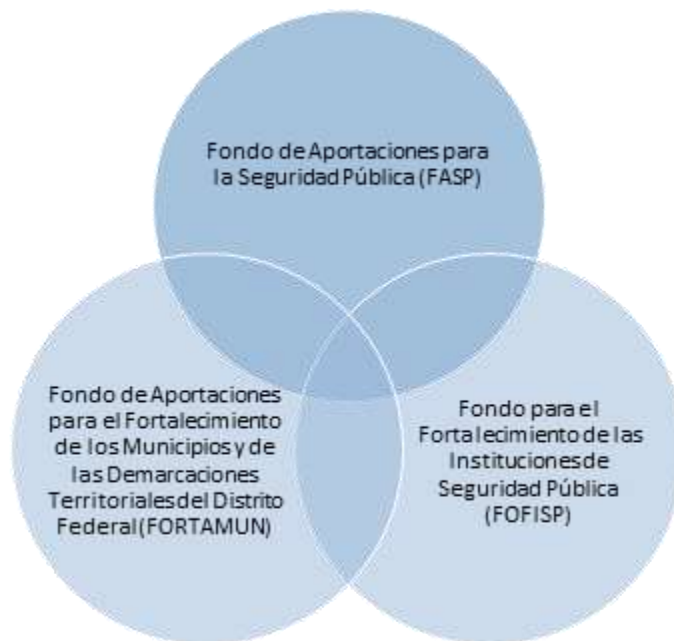 Fondo de Aportaciones para
la Seguridad Pública (FASP)
Fondo de Aportaciones
para el Fortalecimiento
de los Municipios y de
las Demarcaciones
Territoriales del Distrito
Federal (FORTAMUN)
Fondo para el
Fortalecimiento de las
Instituciones de
Seguridad Pública
(FOFISP)